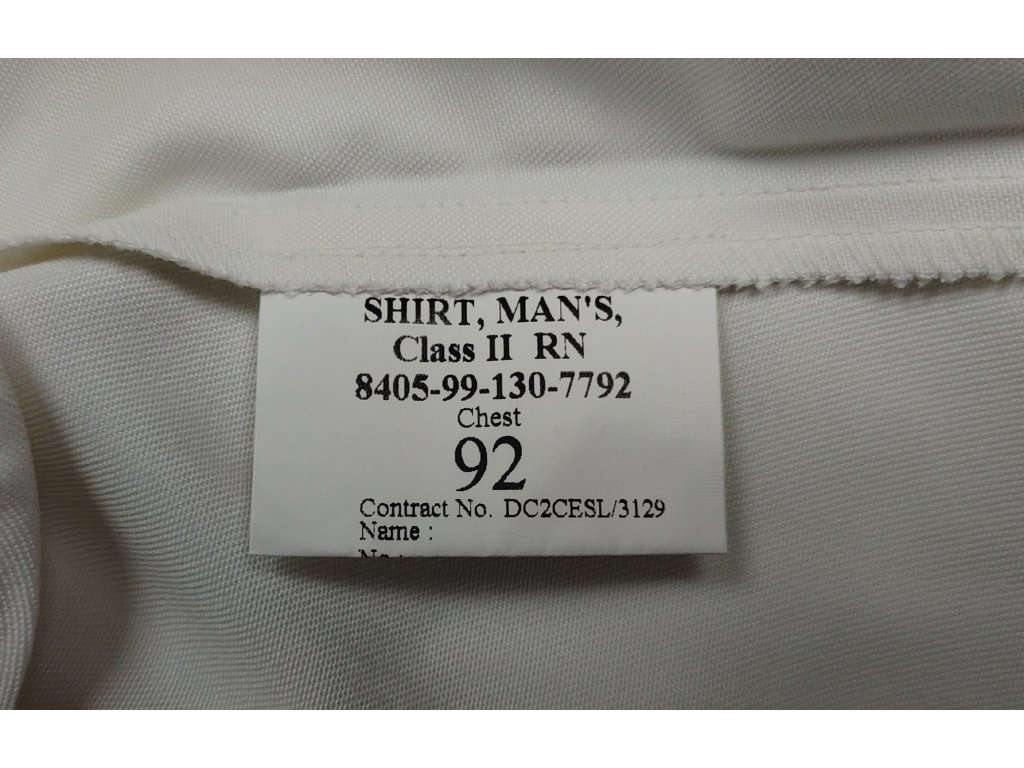 SHIRT, MAN'S,
Class II RN
8405-99-130-7792
Chest
92
Contract No. DC2CESL/3129
Name :